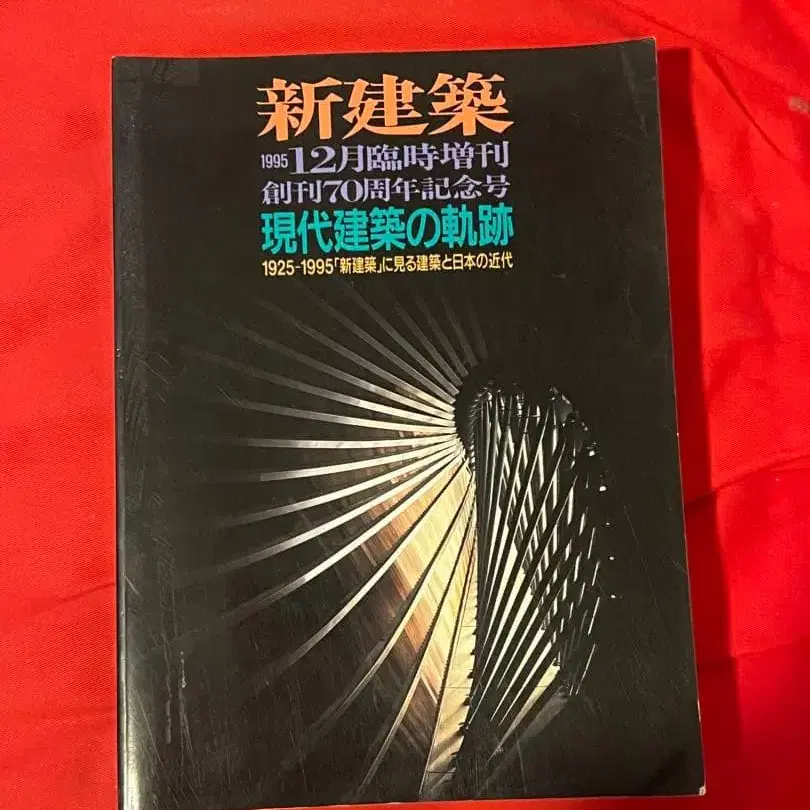 新建築
1995 12月臨時増刊
創刊70周年記念号
現代建築の軌跡
1925-1995「新建築」に見る建築と日本の近代